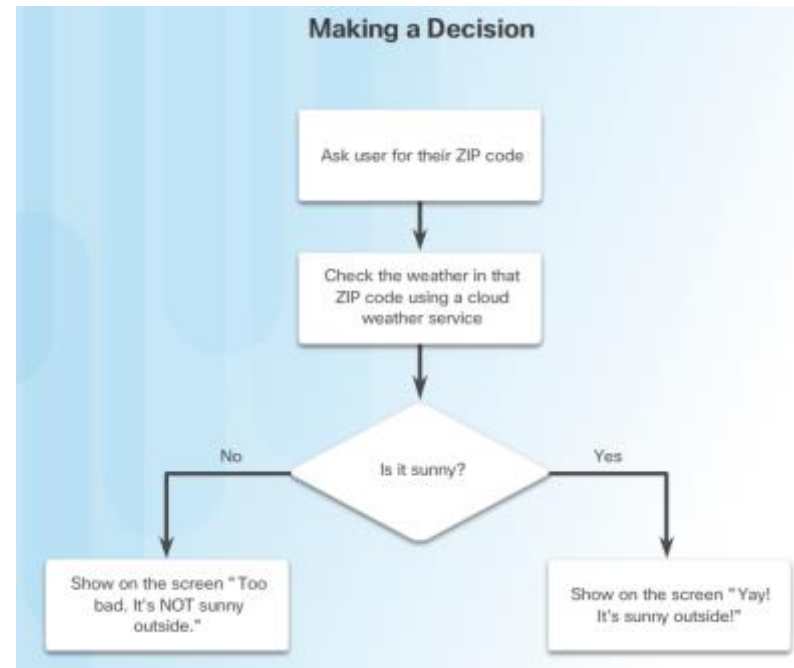 Making a Decision
Ask user for their ZIP code
Check the weather in that
ZIP code using a cloud
weather service
Is it sunny?
No
Yes
Show on the screen "Too
bad. It's NOT sunny
outside."
Show on the screen "Yay!
It's sunny outside!"